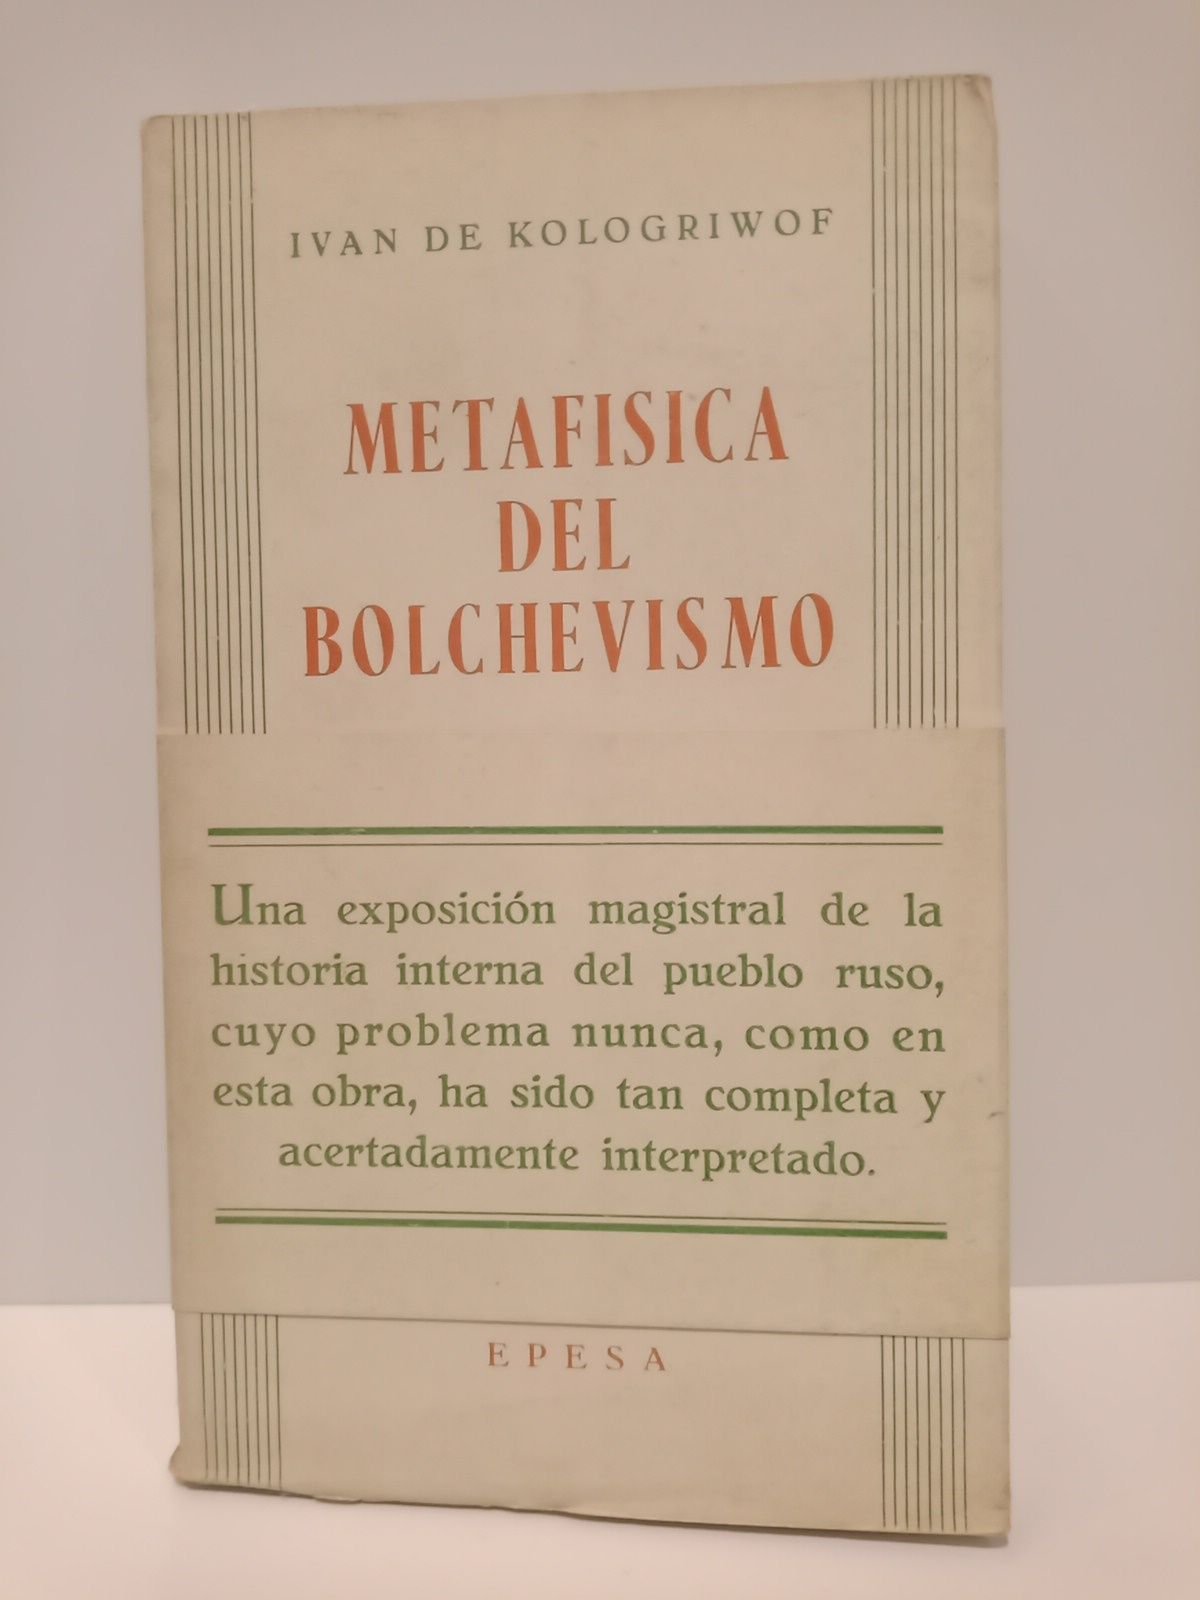 IVAN DE KOLOGRIWOF
METAFISICA
DEL
BOLCHEVISMO
Una exposición magistral de la
historia interna del pueblo ruso,
cuyo problema nunca, como en
esta obra, ha sido tan completa y
acertadamente interpretado.
EPESA